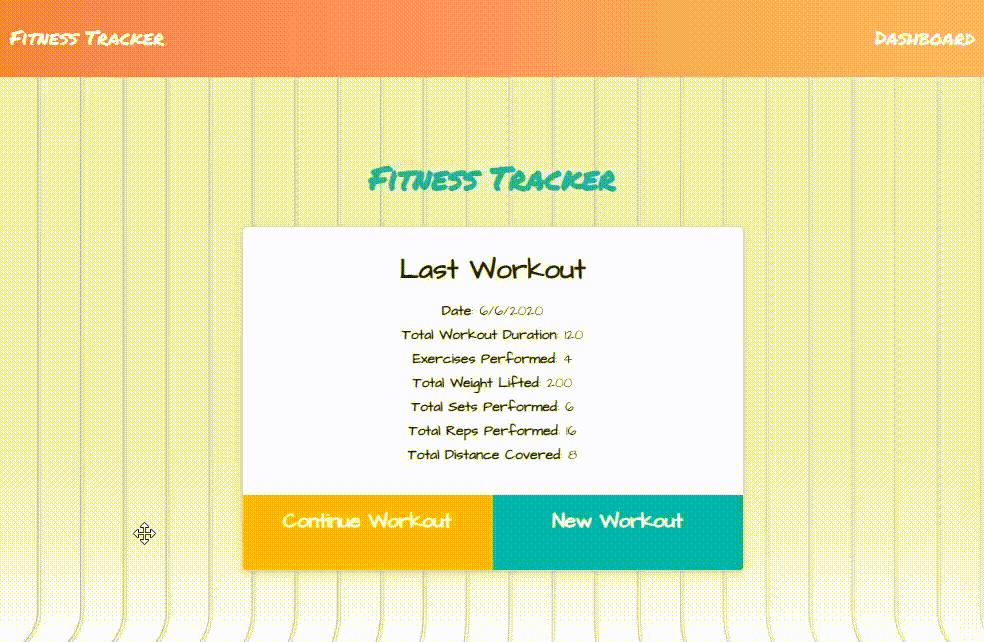 Fitness Tracker
Dashboard
Fitness Tracker
Last Workout
Date: 6/6/2020
Total Workout Duration: 120
Exercises Performed: 4
Total Weight Lifted: 200
Total Sets Performed: 6
Total Reps Performed: 16
Total Distance Covered: 8
Continue Workout
New Workout